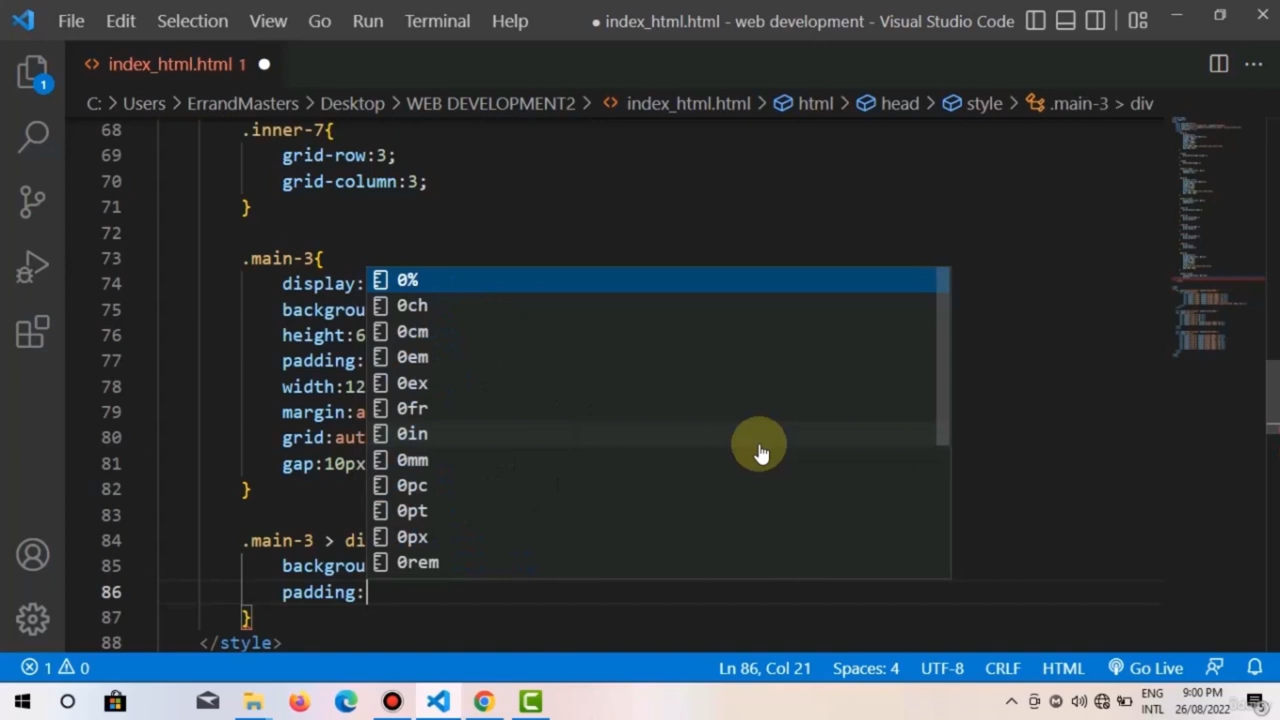 File Edit Selection View Go Run Terminal Help ● index_html.html - web development - Visual Studio Code
index_html.html 1
C: > Users > ErrandMasters > Desktop > WEB DEVELOPMENT2 > index_html.html > html > head > style > .main-3 > div
68 .inner-7{
69 grid-row:3;
70 grid-column:3;
71 }
72
73 .main-3{
74 display:
75 backgrou
76 height:6
77 padding:
78 width:12
79 margin:a
80 grid:aut
81 gap:10px
82 }
83
84 .main-3 > di
85 backgrou
86 padding:
87 }
88 </style>
0%
0ch
0cm
0em
0ex
0fr
0in
0mm
0pc
0pt
0px
0rem
1
1 0 Ln 86, Col 21 Spaces: 4 UTF-8 CRLF HTML Go Live
ENG 9:00 PM
INTL 26/08/2022 5